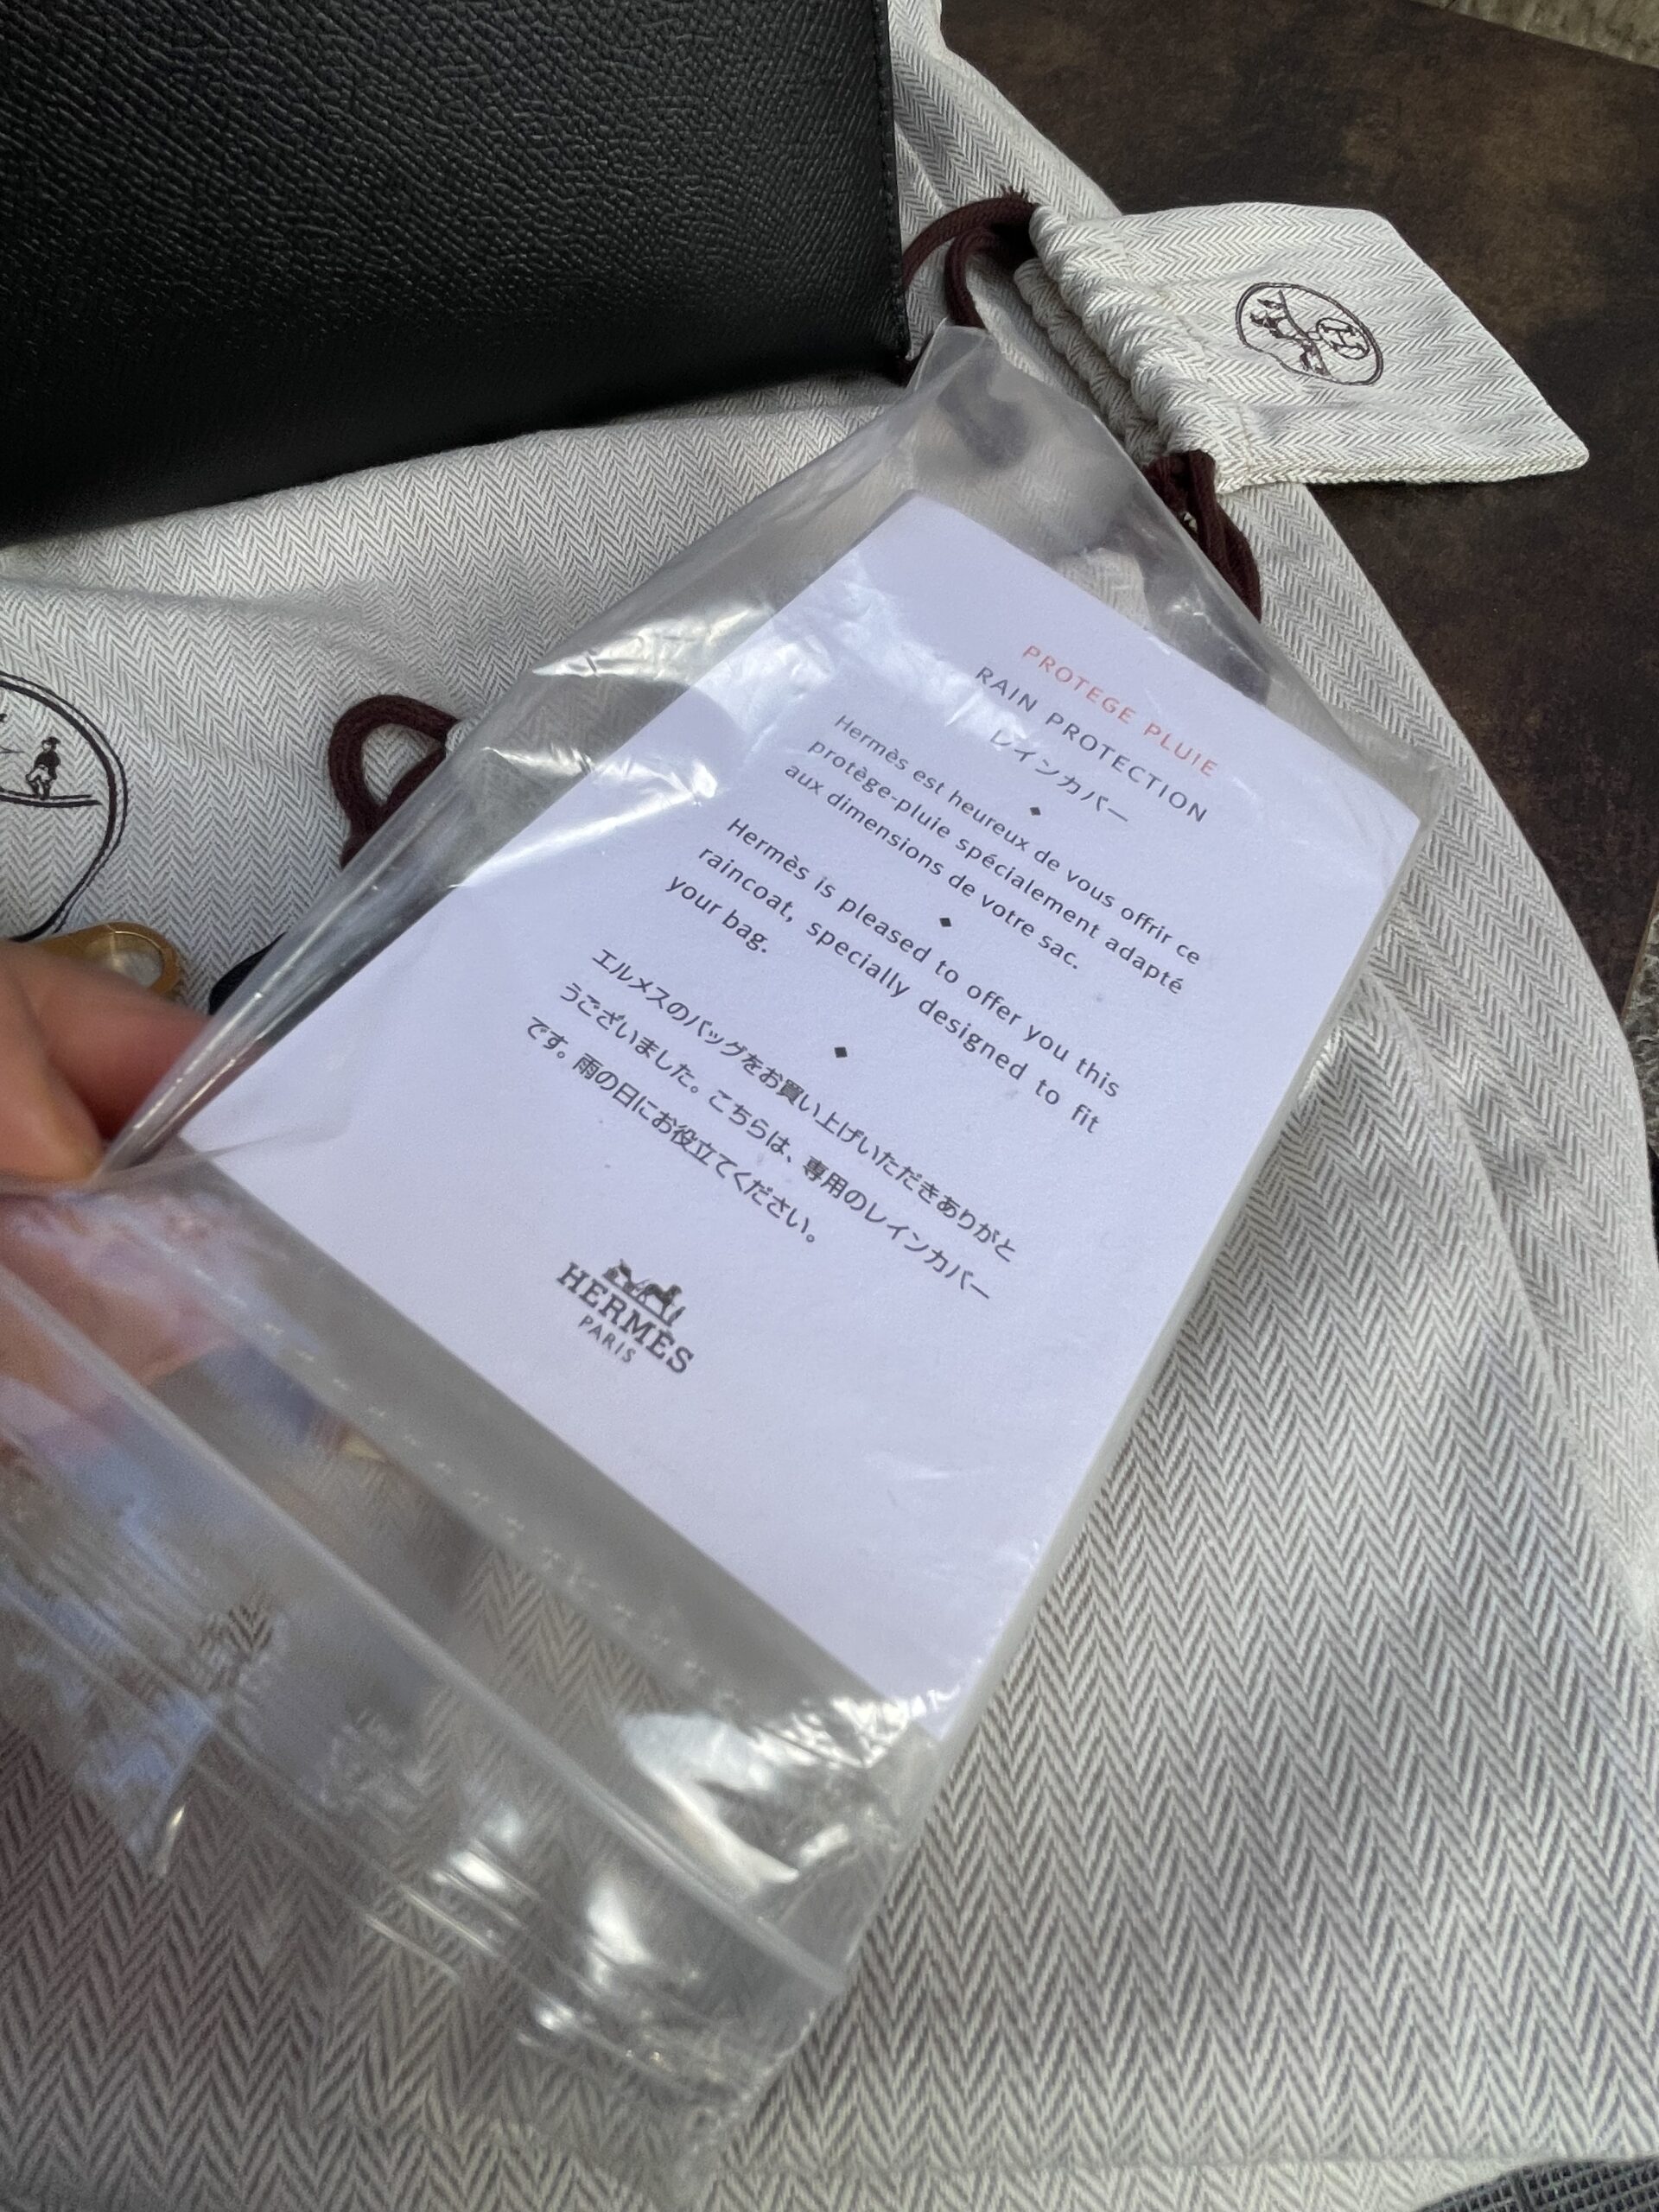 PROTEGE PLUIE
RAIN PROTECTION
レインカバー
Hermès est heureux de vous offrir ce
protège-pluie spécialement adapté
aux dimensions de votre sac.
Hermès is pleased to offer you this
raincoat, specially designed to fit
your bag.
エルメスのバッグをお買い上げいただきありがと
うございました。こちらは、専用のレインカバー
です。雨の日にお役立てください。
HERMÈS
PARIS